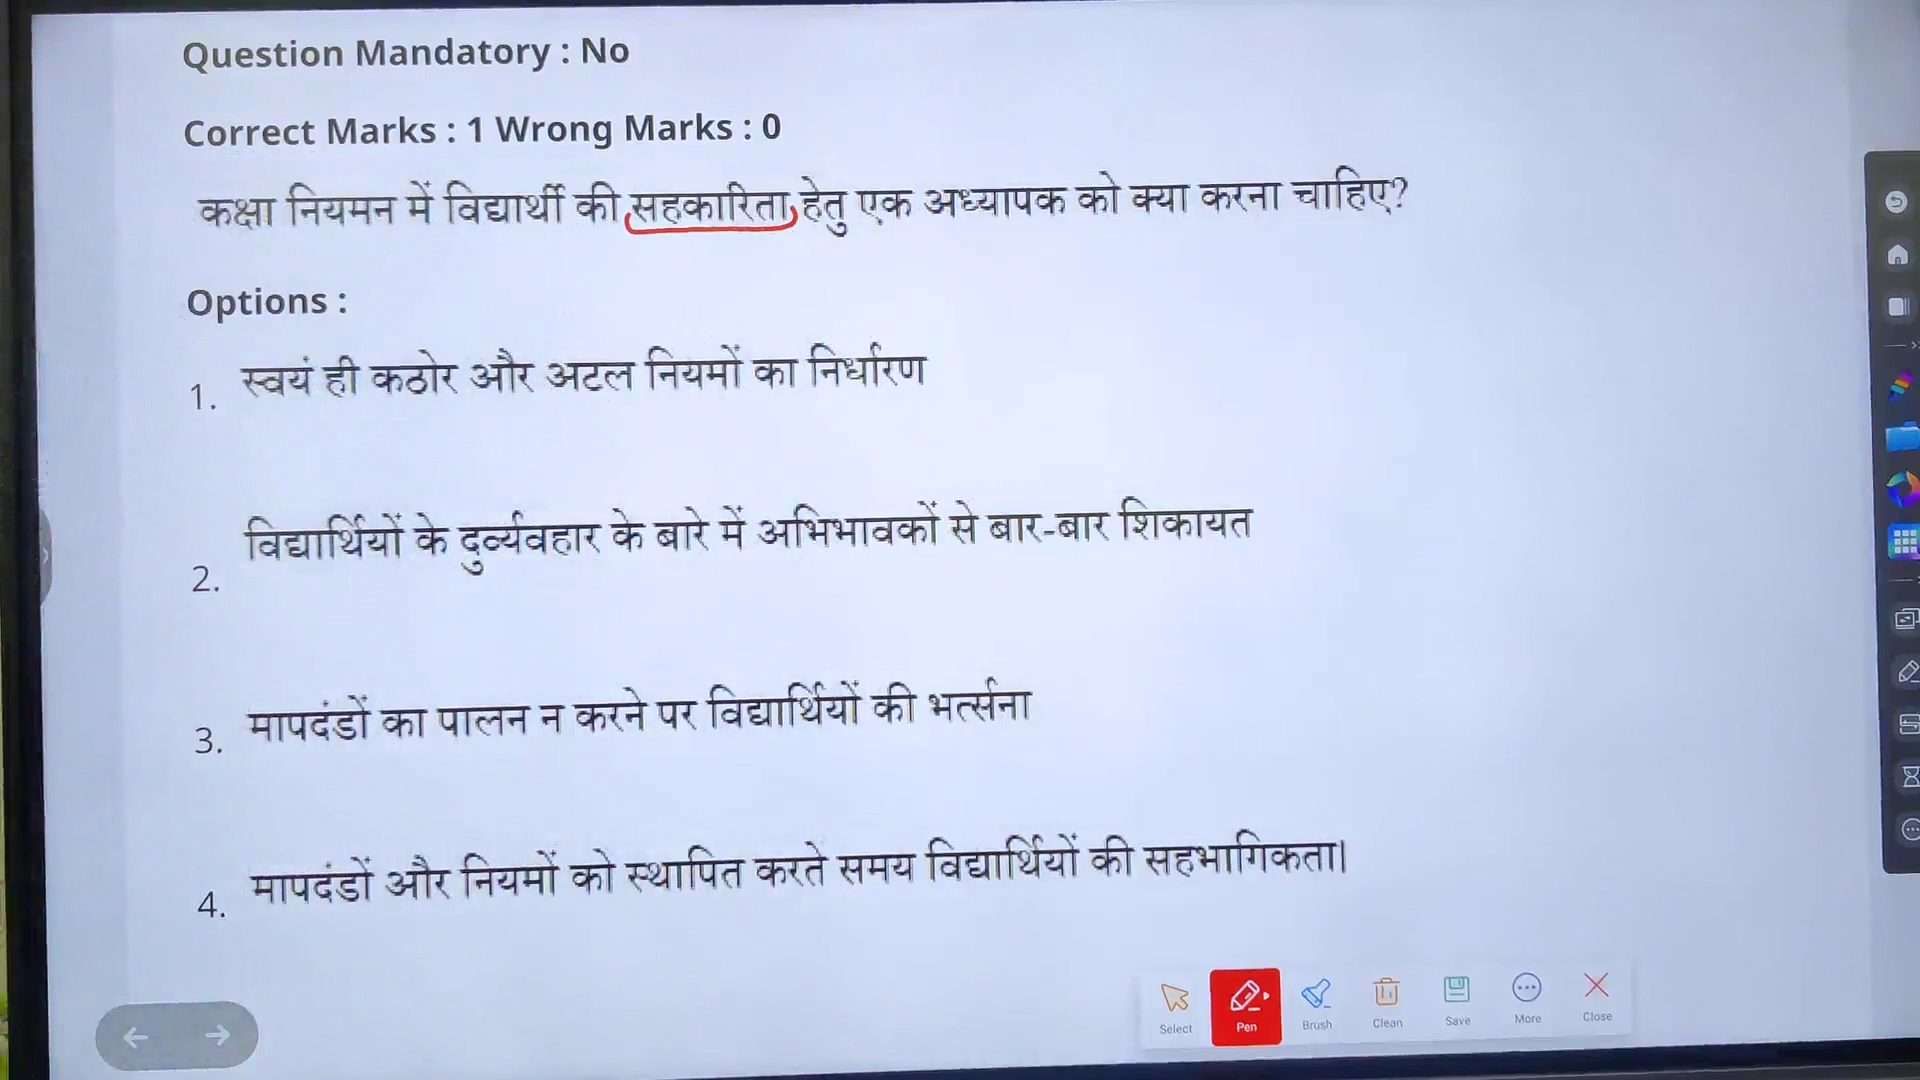 Question Mandatory : No
Correct Marks : 1 Wrong Marks : 0
कक्षा नियमन में विद्यार्थी की सहकारिता हेतु एक अध्यापक को क्या करना चाहिए?
Options :
1. स्वयं ही कठोर और अटल नियमों का निर्धारण
2. विद्यार्थियों के दुर्व्यवहार के बारे में अभिभावकों से बार-बार शिकायत
3. मापदंडों का पालन न करने पर विद्यार्थियों की भर्त्सना
4. मापदंडों और नियमों को स्थापित करते समय विद्यार्थियों की सहभागिकता।
Select Pen Brush Clean Save More Close